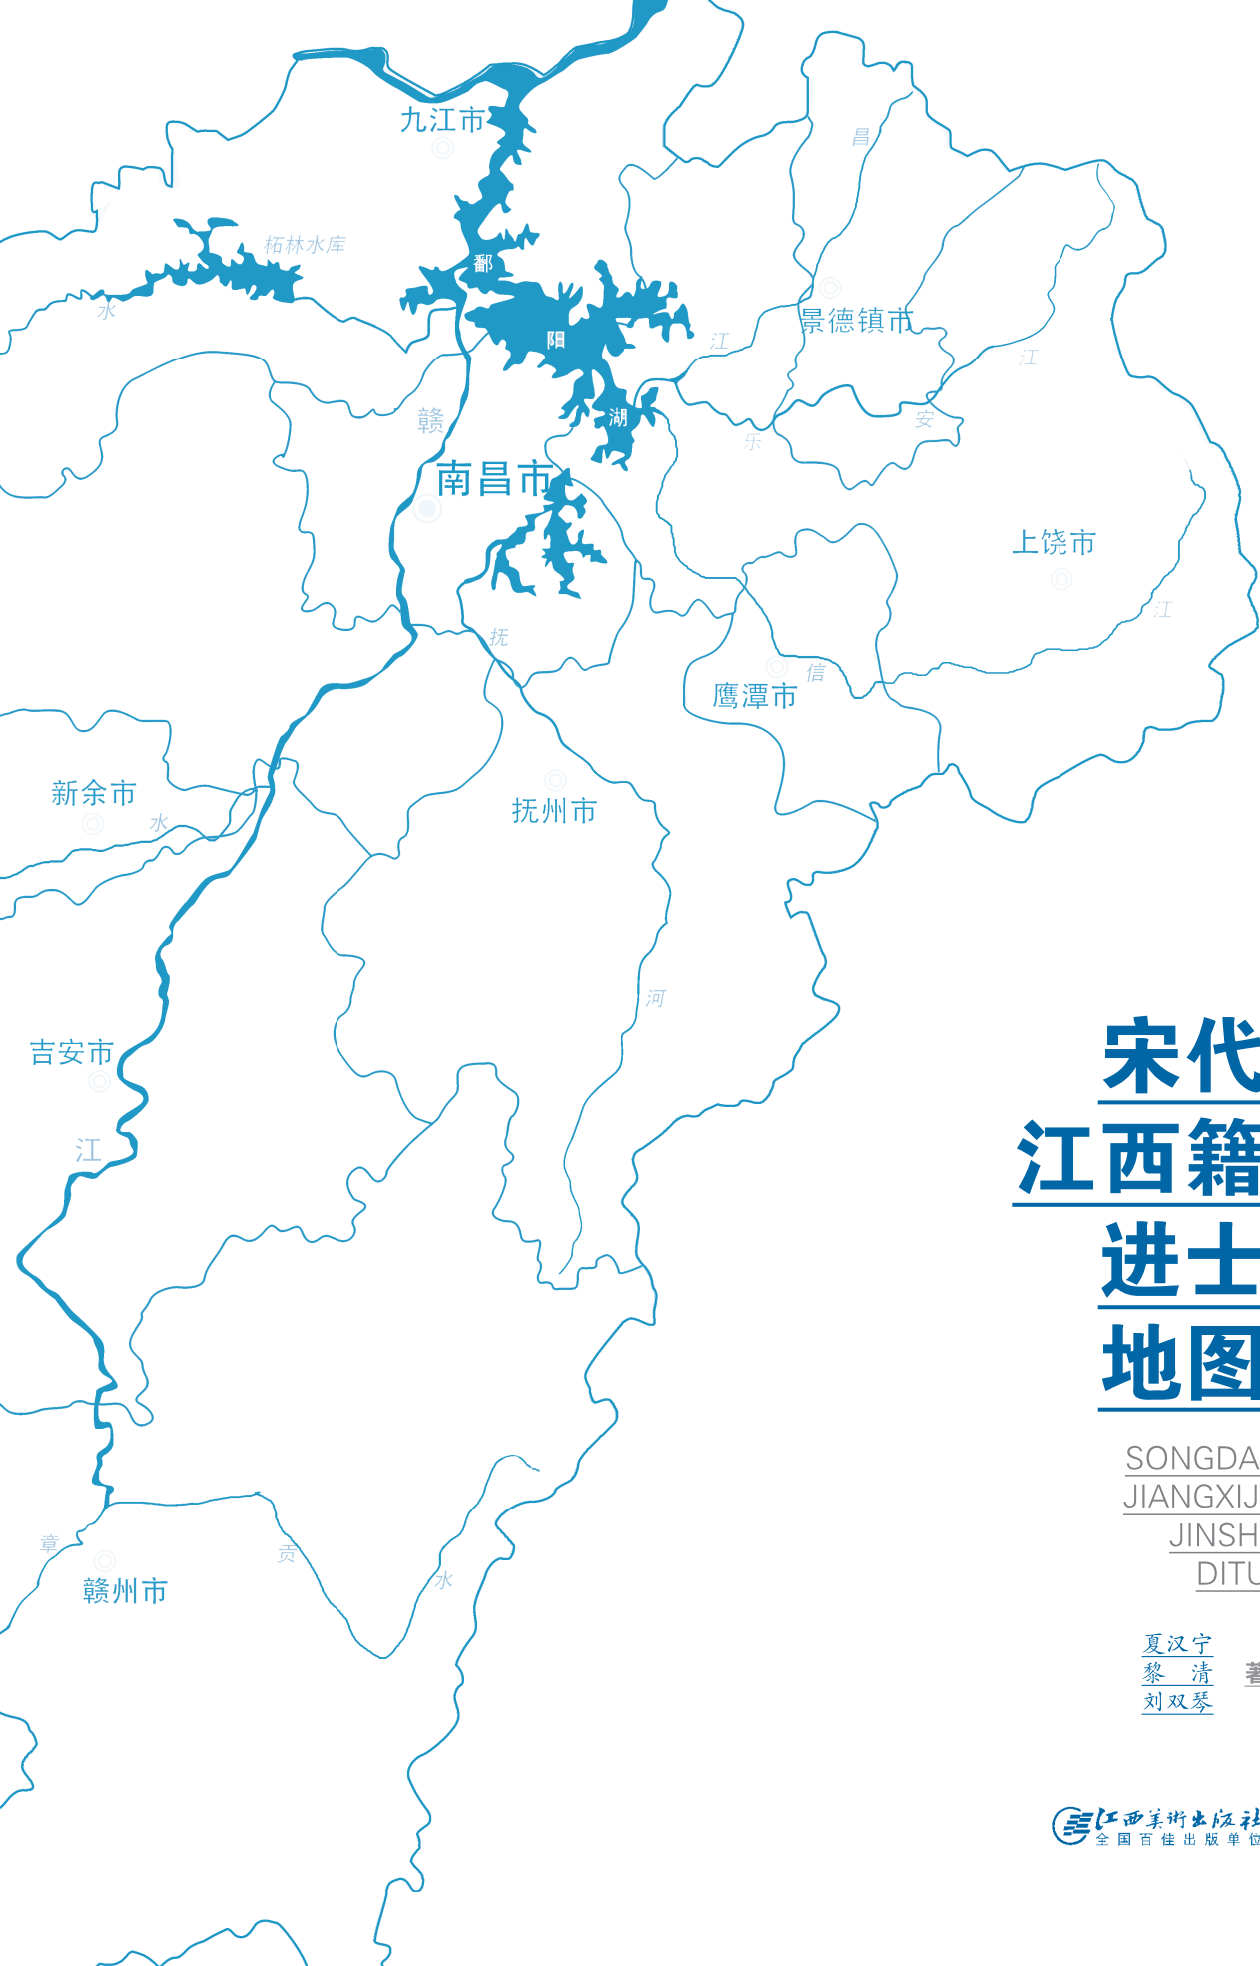 九江市
昌
柘林水库
鄱
水
景德镇市
阳
江
江
赣
湖
安
乐
南昌市
上饶市
江
抚
信
鹰潭市
新余市
水
抚州市
河
吉安市
江
章
贡
水
赣州市
宋代
江西籍
进士
地图
SONGDA
JIANGXIJ
JINSH
DITU
夏汉宁
黎　清
刘双琴
著
江西美術出版社
全国百佳出版单位